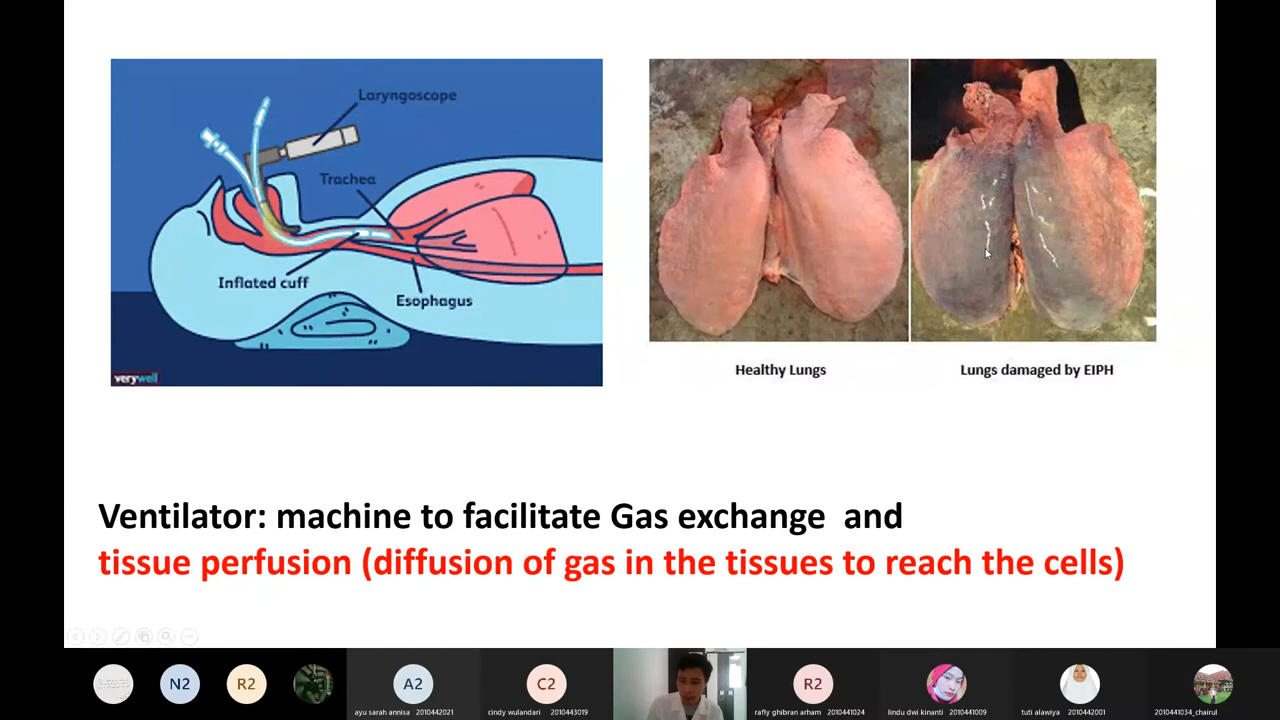 Laryngoscope
Trachea
Inflated cuff
Esophagus
verywell
Healthy Lungs
Lungs damaged by EIPH
Ventilator: machine to facilitate Gas exchange and
tissue perfusion (diffusion of gas in the tissues to reach the cells)
N2
R2
A2
C2
R2
ayu sarah annisa 2010442021
cindy wulandari 2010443019
rafly ghibran arham 2010441024
lindu dwi kinanti 2010441009
tuti alawiya 2010442001
2010441034_chairul